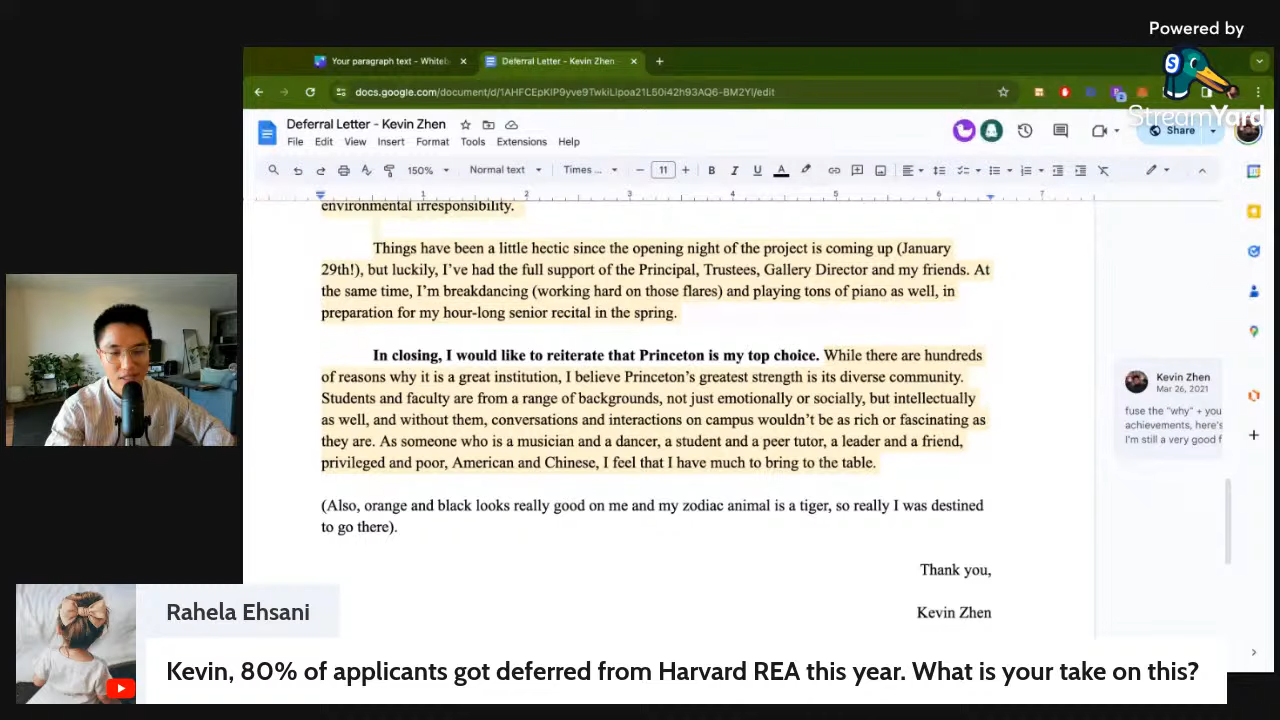 Powered by
StreamYard
Your paragraph text - Whiteb
Deferral Letter - Kevin Zhen
docs.google.com/document/d/1AHFCEpKIP9yve9TwkiLlpoa21L50i42h93AQ6-BM2YI/edit
Deferral Letter - Kevin Zhen
File Edit View Insert Format Tools Extensions Help
Share
150% Normal text Times ... 11 B I U A
1 2 3 4 5 6 7
environmental irresponsibility.
Things have been a little hectic since the opening night of the project is coming up (January
29th!), but luckily, I've had the full support of the Principal, Trustees, Gallery Director and my friends. At
the same time, I'm breakdancing (working hard on those flares) and playing tons of piano as well, in
preparation for my hour-long senior recital in the spring.
In closing, I would like to reiterate that Princeton is my top choice. While there are hundreds
of reasons why it is a great institution, I believe Princeton's greatest strength is its diverse community.
Students and faculty are from a range of backgrounds, not just emotionally or socially, but intellectually
as well, and without them, conversations and interactions on campus wouldn't be as rich or fascinating as
they are. As someone who is a musician and a dancer, a student and a peer tutor, a leader and a friend,
privileged and poor, American and Chinese, I feel that I have much to bring to the table.
(Also, orange and black looks really good on me and my zodiac animal is a tiger, so really I was destined
to go there).
Thank you,
Kevin Zhen
Kevin Zhen
Mar 26, 2021
fuse the "why" + you
achievements, here's
I'm still a very good f
Rahela Ehsani
Kevin, 80% of applicants got deferred from Harvard REA this year. What is your take on this?